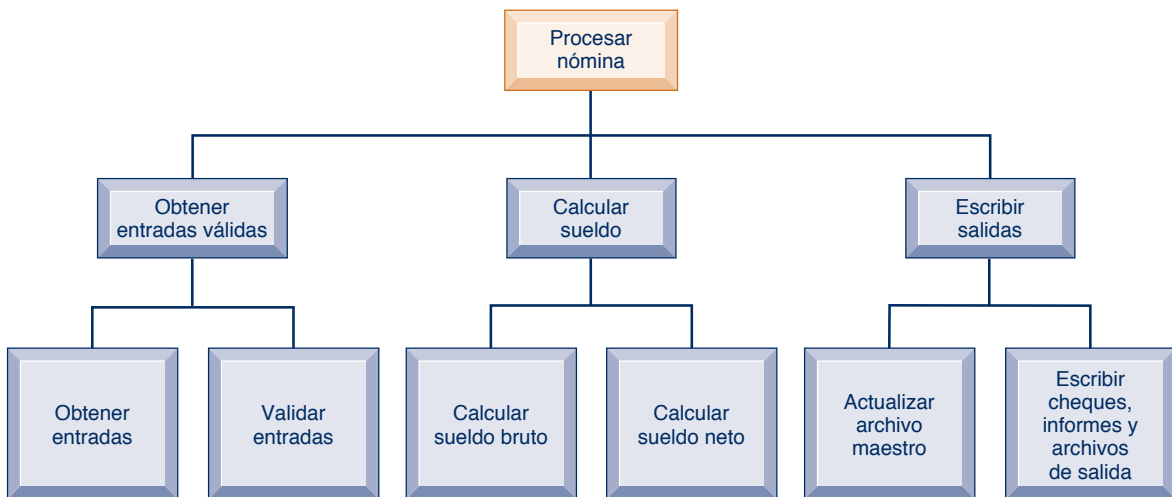 Procesar
nómina
Obtener
entradas válidas
Calcular
sueldo
Escribir
salidas
Obtener
entradas
Validar
entradas
Calcular
sueldo bruto
Calcular
sueldo neto
Actualizar
archivo
maestro
Escribir
cheques,
informes y
archivos
de salida